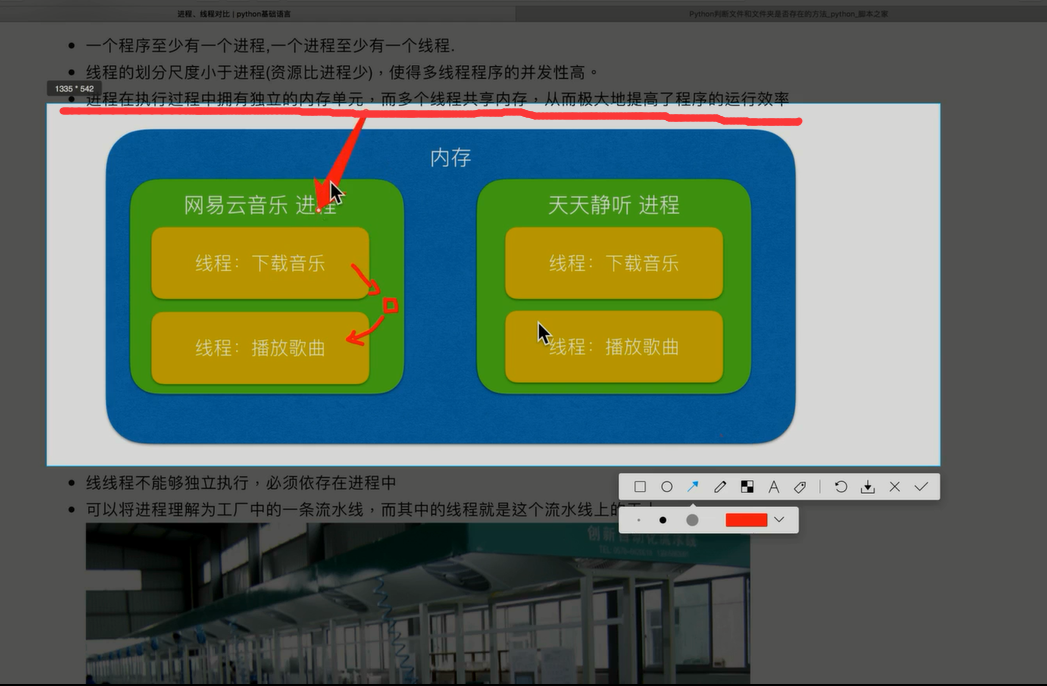 进程、线程对比 | python基础语言
Python判断文件和文件夹是否存在的方法_python_脚本之家
一个程序至少有一个进程,一个进程至少有一个线程.
线程的划分尺度小于进程(资源比进程少)，使得多线程程序的并发性高。
1335 * 542
进程在执行过程中拥有独立的内存单元，而多个线程共享内存，从而极大地提高了程序的运行效率
内存
网易云音乐 进程
天天静听 进程
线程：下载音乐
线程：下载音乐
线程：播放歌曲
线程：播放歌曲
线线程不能够独立执行，必须依存在进程中
可以将进程理解为工厂中的一条流水线，而其中的线程就是这个流水线上的工人
A